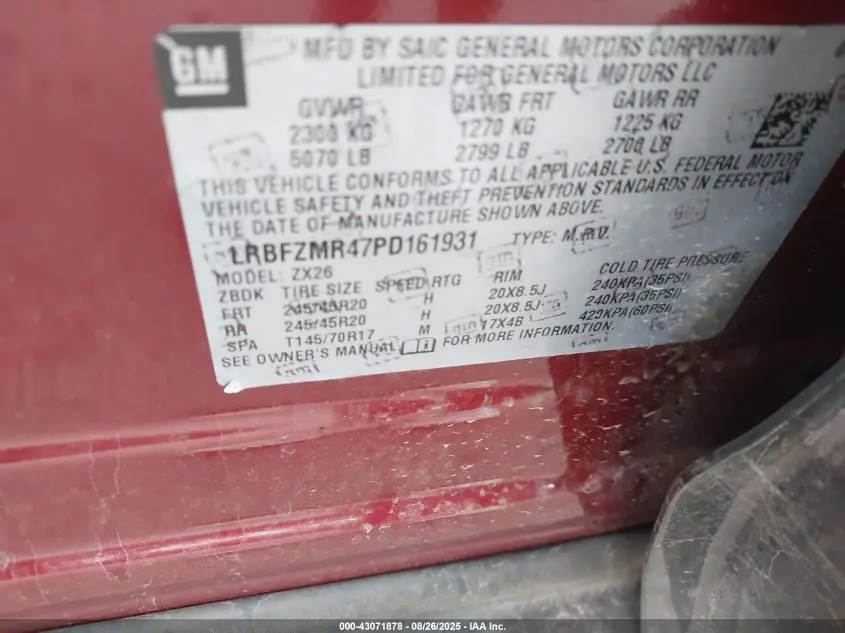 GM
MFD BY SAIC GENERAL MOTORS CORPORATION
LIMITED FOR GENERAL MOTORS LLC
GVWR GAWR FRT GAWR RR
2300 KG 1270 KG 1225 KG
5070 LB 2799 LB 2700 LB
THIS VEHICLE CONFORMS TO ALL APPLICABLE U.S. FEDERAL MOTOR
VEHICLE SAFETY AND THEFT PREVENTION STANDARDS IN EFFECT ON
THE DATE OF MANUFACTURE SHOWN ABOVE.
LRBFZMR47PD161931 TYPE: M.P.V.
MODEL: ZX26
ZBDK TIRE SIZE SPEED RTG RIM COLD TIRE PRESSURE
FRT 245/45R20 H 20X8.5J 240KPA(35PSI)
RR 245/45R20 H 20X8.5J 240KPA(35PSI)
SPA T145/70R17 M 17X4B 420KPA(60PSI)
SEE OWNER'S MANUAL FOR MORE INFORMATION.
000-43071878 - 08/26/2025 - IAA Inc.